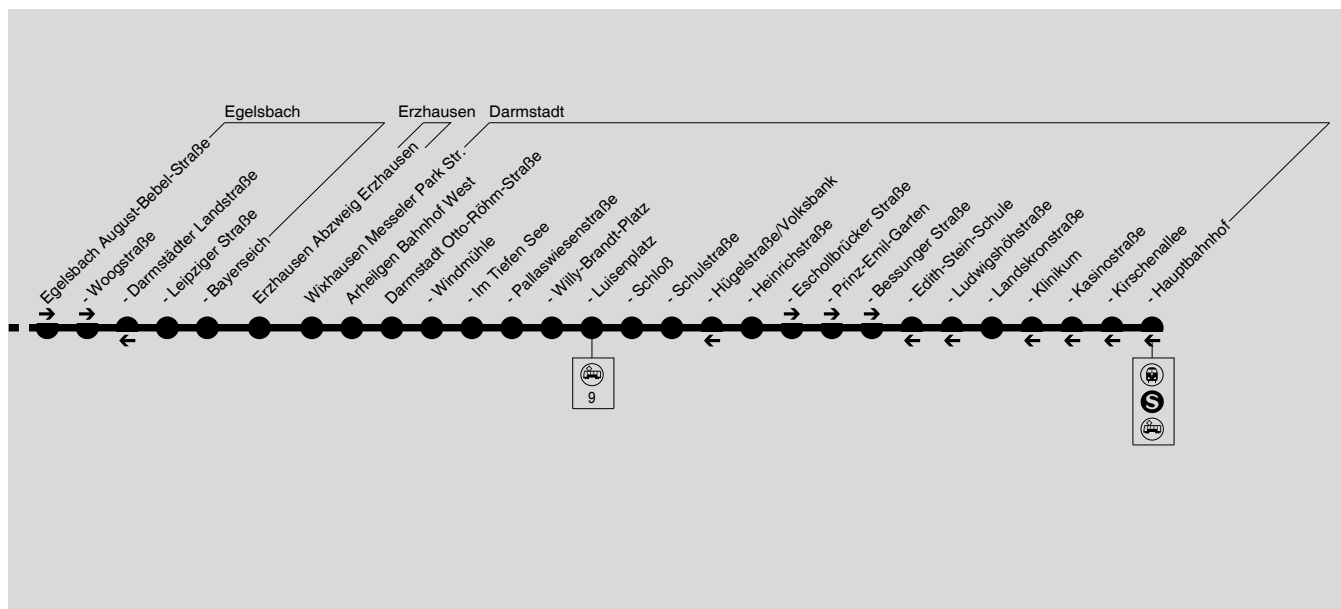 Egelsbach
Erzhausen
Darmstadt
Egelsbach August-Bebel-Straße
- Woogstraße
- Darmstädter Landstraße
- Leipziger Straße
- Bayerseich
Erzhausen Abzweig Erzhausen
Wixhausen Messeler Park Str.
Arheilgen Bahnhof West
Darmstadt Otto-Röhm-Straße
- Windmühle
- Im Tiefen See
- Pallaswiesenstraße
- Willy-Brandt-Platz
- Luisenplatz
- Schloß
- Schulstraße
- Hügelstraße/Volksbank
- Heinrichstraße
- Eschollbrücker Straße
- Prinz-Emil-Garten
- Bessunger Straße
- Edith-Stein-Schule
- Ludwigshöhstraße
- Landskronstraße
- Klinikum
- Kasinostraße
- Kirschenallee
- Hauptbahnhof
9
S